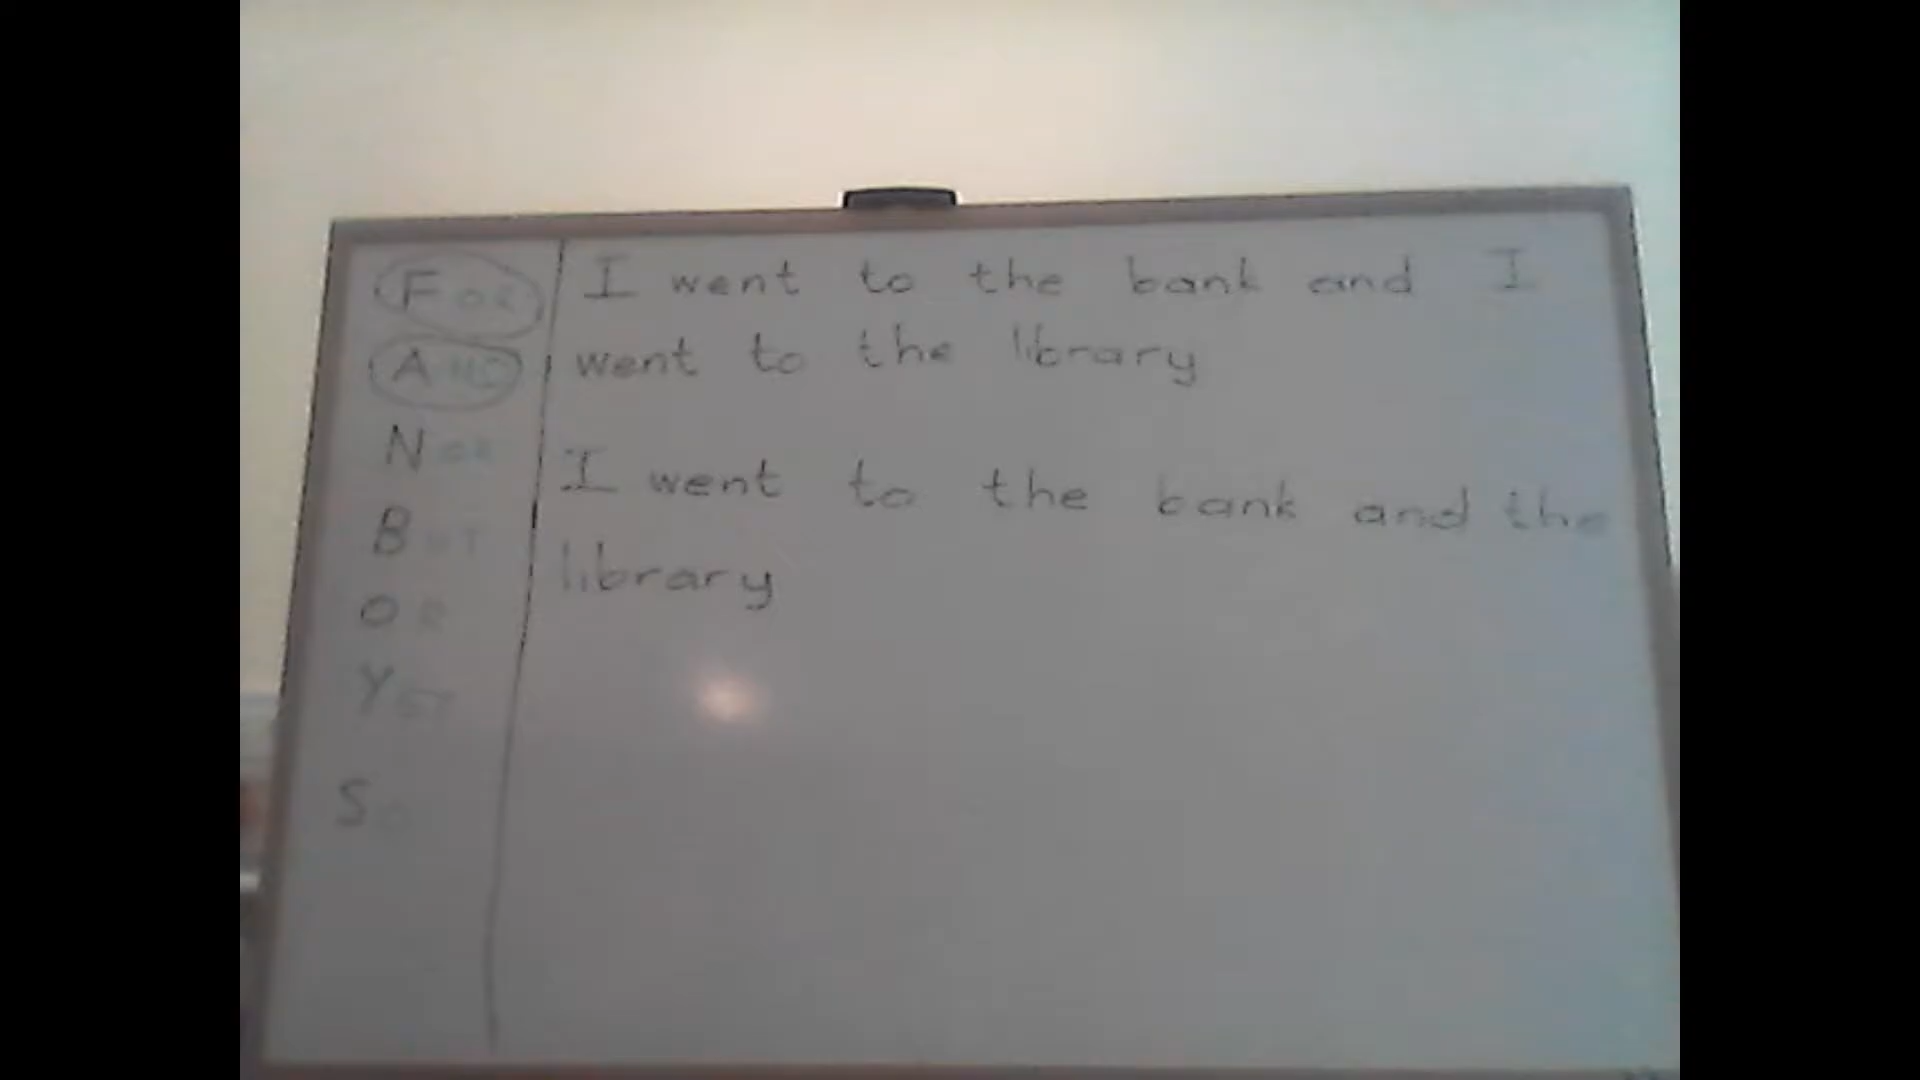 FOR
AND
NOR
BUT
OR
YET
SO
I went to the bank and I
went to the library
I went to the bank and the
library